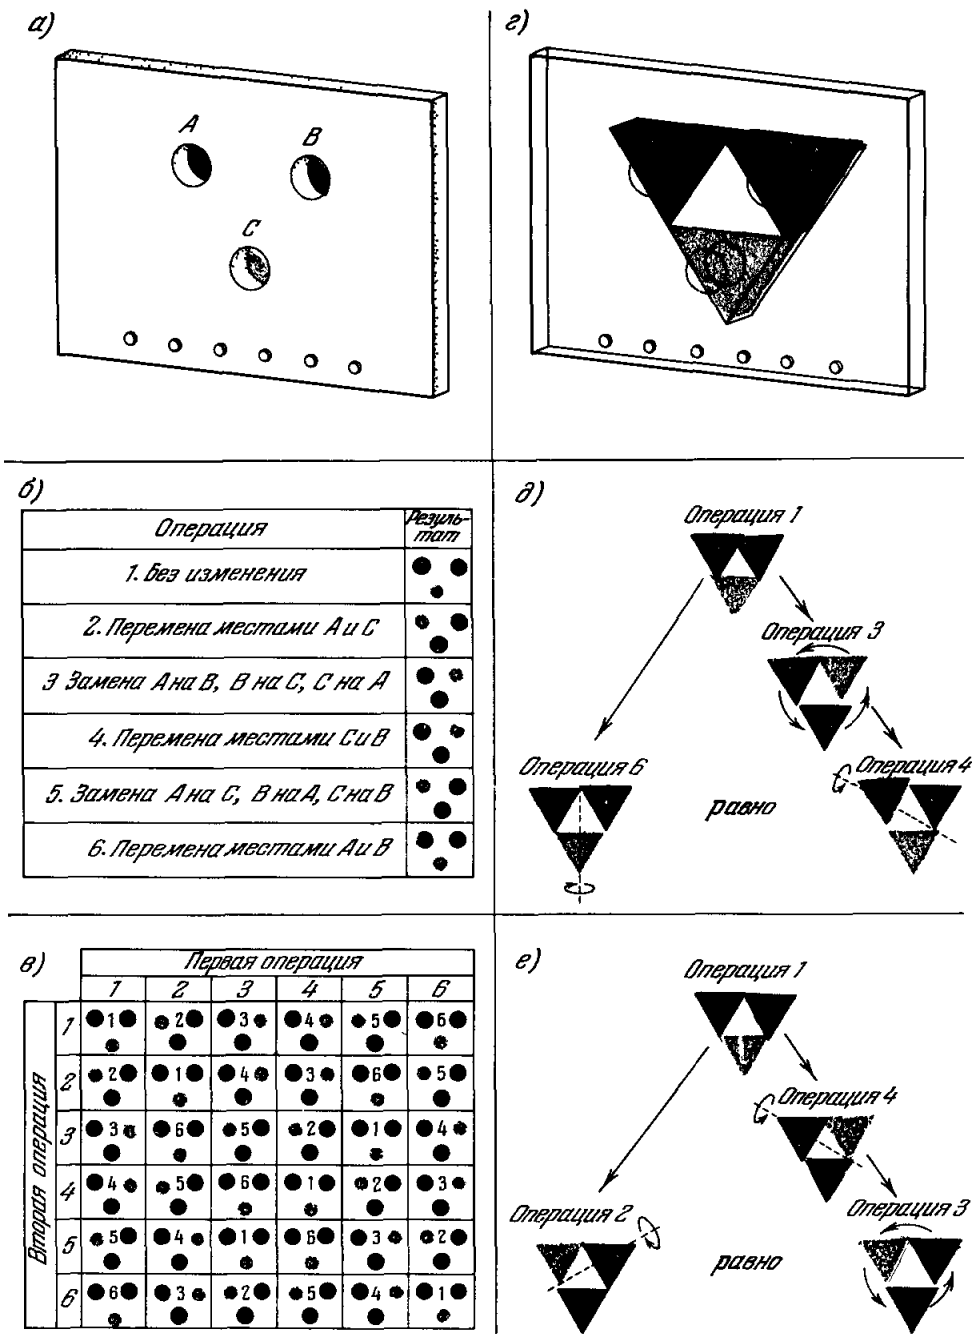 а)
A
B
C
г)
б)
Операция
Резуль-
тат
1. Без изменения
2. Перемена местами А и С
3 Замена А на В, В на С, С на А
4. Перемена местами С и В
5. Замена А на С, В на А, С на В
6. Перемена местами А и В
д)
Операция 1
Операция 3
Операция 6
равно
Операция 4
в)
Первая операция
1 2 3 4 5 6
Вторая операция
1 1 2 3 4 5 6
2 2 1 4 3 6 5
3 3 6 5 2 1 4
4 4 5 6 1 2 3
5 5 4 1 6 3 2
6 6 3 2 5 4 1
е)
Операция 1
Операция 4
Операция 2
равно
Операция 3